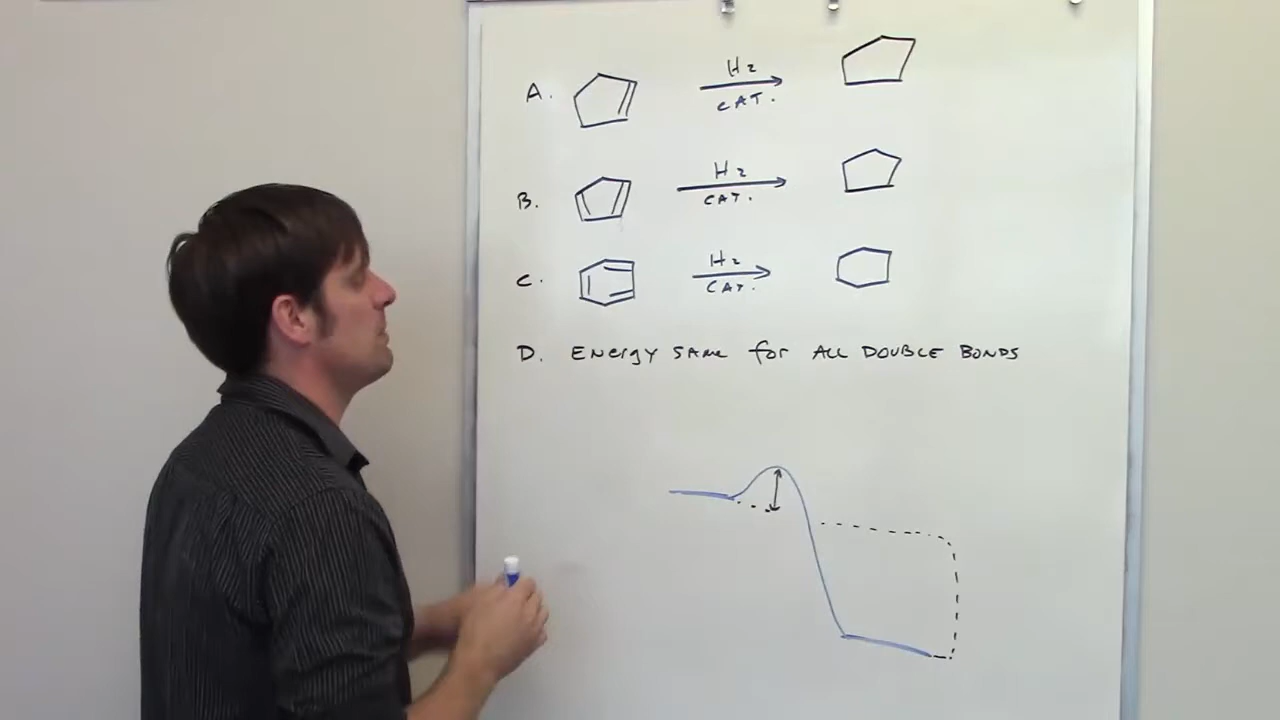 A. H2
CAT.
B. H2
CAT.
C. H2
CAT.
D. ENERGY SAME for ALL DOUBLE BONDS